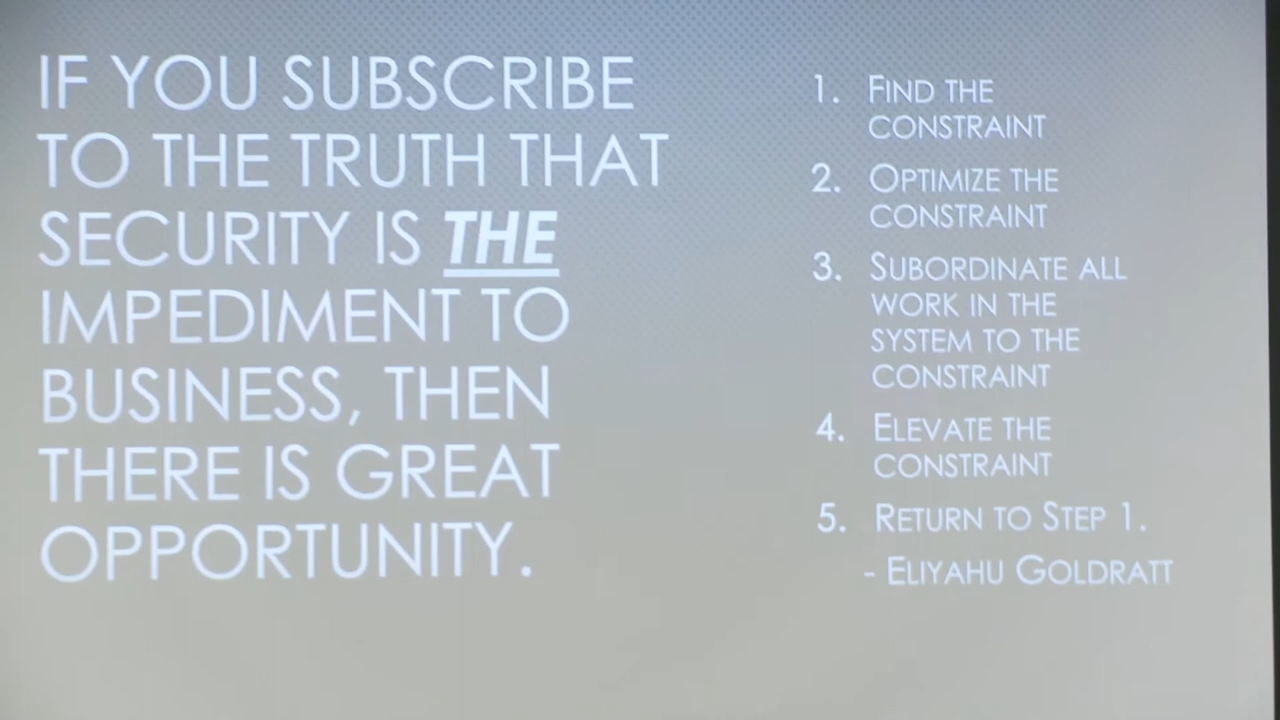 IF YOU SUBSCRIBE
TO THE TRUTH THAT
SECURITY IS THE
IMPEDIMENT TO
BUSINESS, THEN
THERE IS GREAT
OPPORTUNITY.
1. FIND THE
CONSTRAINT
2. OPTIMIZE THE
CONSTRAINT
3. SUBORDINATE ALL
WORK IN THE
SYSTEM TO THE
CONSTRAINT
4. ELEVATE THE
CONSTRAINT
5. RETURN TO STEP 1.
- ELIYAHU GOLDRATT